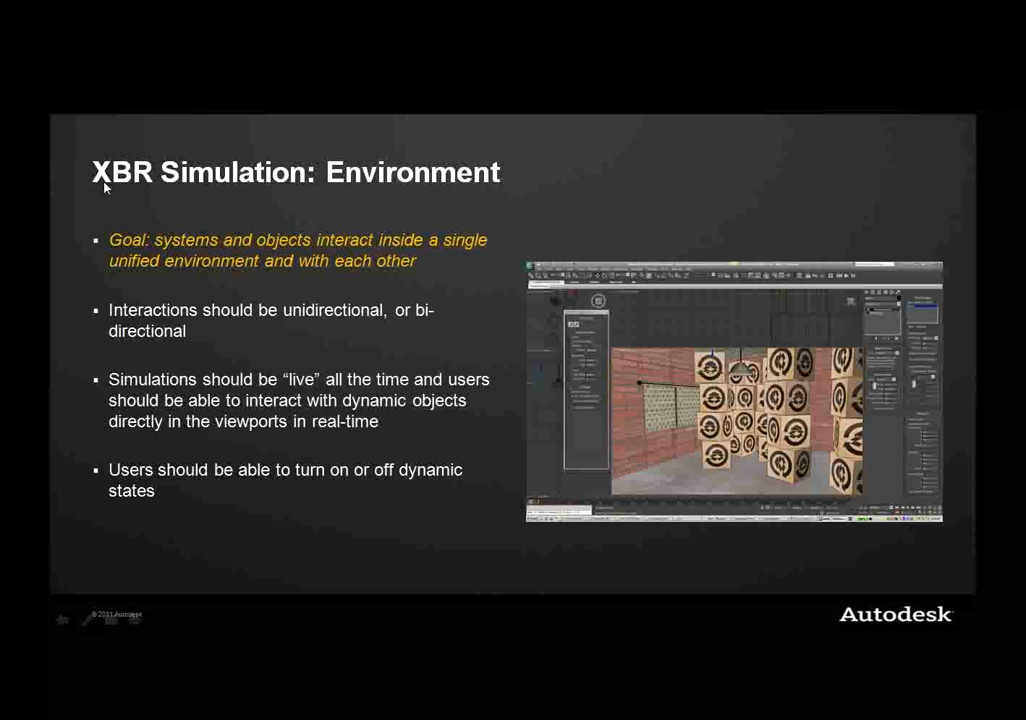 XBR Simulation: Environment
Goal: systems and objects interact inside a single
unified environment and with each other
Interactions should be unidirectional, or bi-
directional
Simulations should be “live” all the time and users
should be able to interact with dynamic objects
directly in the viewports in real-time
Users should be able to turn on or off dynamic
states
© 2011 Autodesk
Autodesk